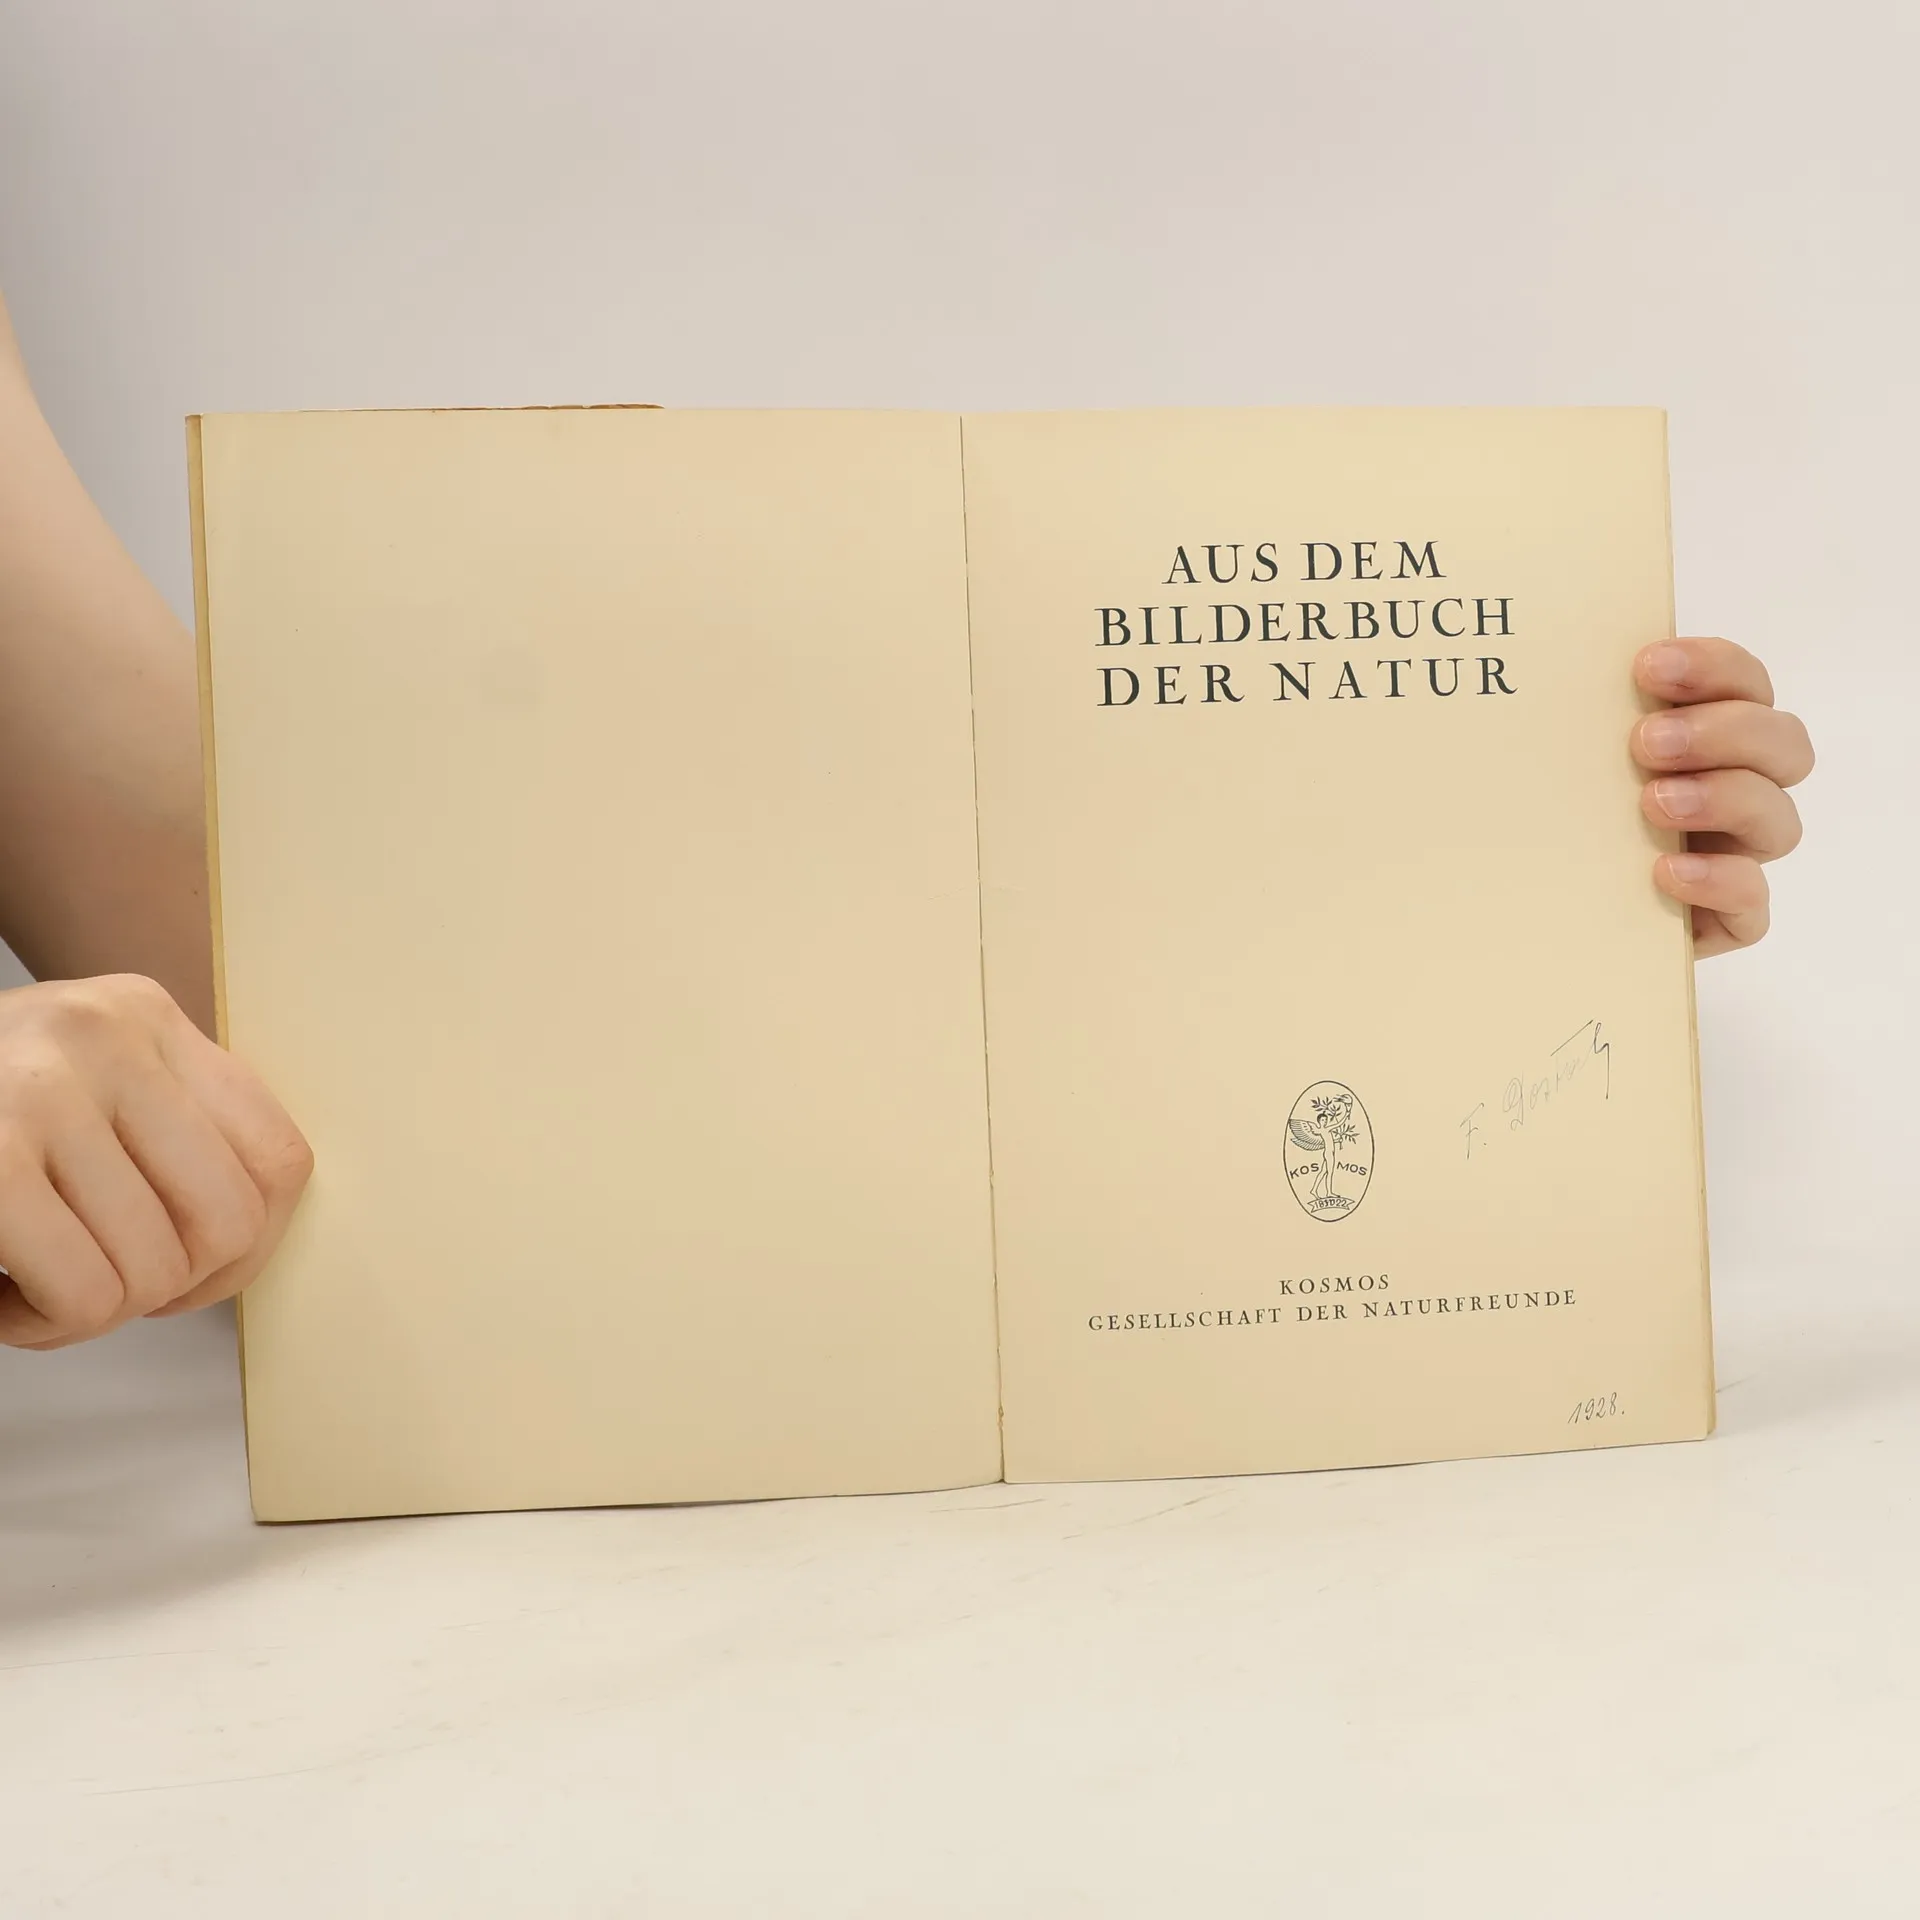 AUS DEM
BILDERBUCH
DER NATUR
F.
KOS MOS
KOSMOS
GESELLSCHAFT DER NATURFREUNDE
1928.